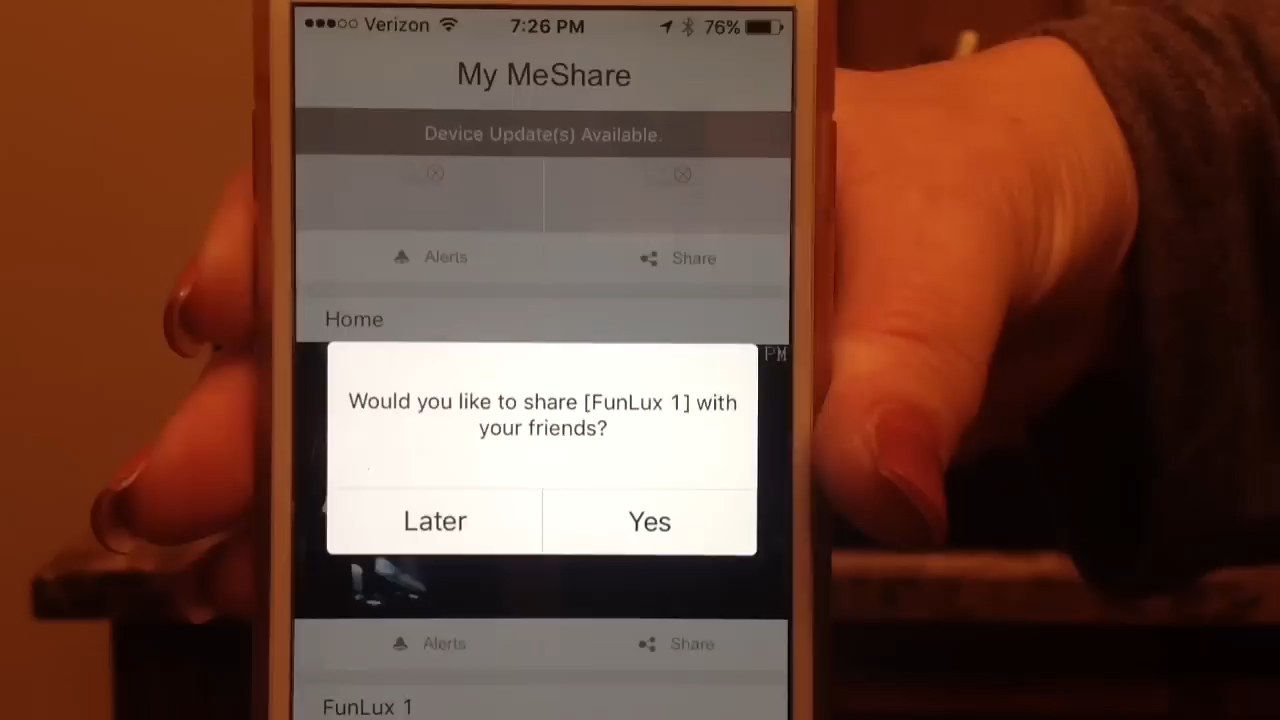 Verizon 7:26 PM 76%
My MeShare
Device Update(s) Available.
Alerts Share
Home
PM
Would you like to share [FunLux 1] with
your friends?
Later Yes
Alerts Share
FunLux 1